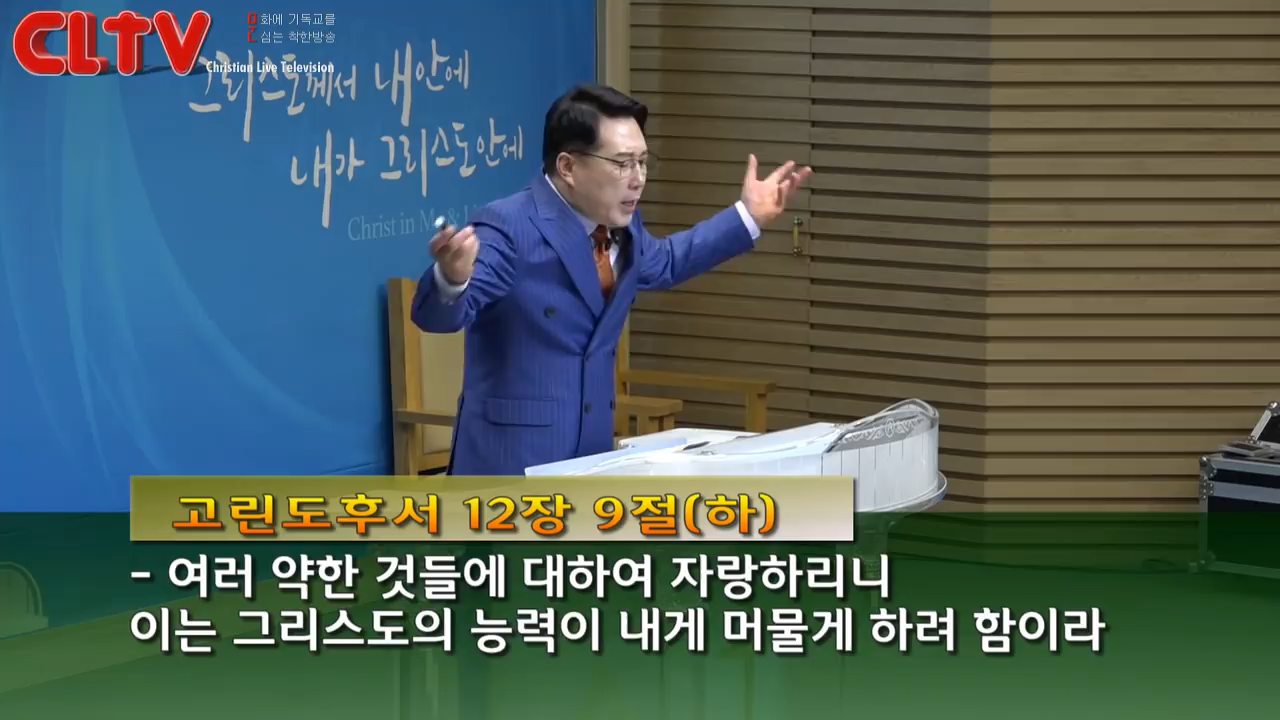 CLTV
문화에 기독교를
심는 착한방송
Christian Live Television
그리스도께서 내안에
내가 그리스도안에
Christ in Me &
고린도후서 12장 9절(하)
- 여러 약한 것들에 대하여 자랑하리니
이는 그리스도의 능력이 내게 머물게 하려 함이라